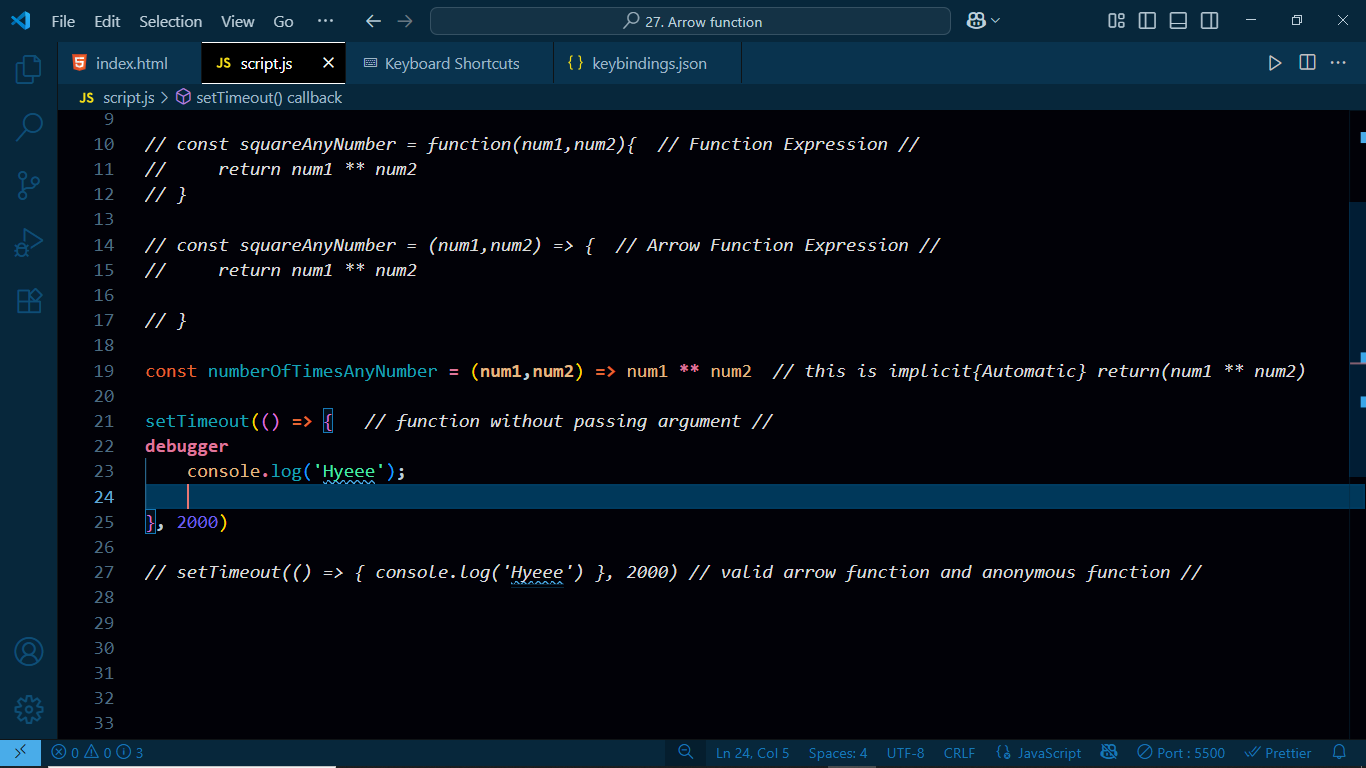 File Edit Selection View Go ··· 27. Arrow function
index.html JS script.js Keyboard Shortcuts {} keybindings.json
JS script.js > setTimeout() callback
9
10 // const squareAnyNumber = function(num1,num2){  // Function Expression //
11 //     return num1 ** num2
12 // }
13
14 // const squareAnyNumber = (num1,num2) => {  // Arrow Function Expression //
15 //     return num1 ** num2
16
17 // }
18
19 const numberOfTimesAnyNumber = (num1,num2) => num1 ** num2  // this is implicit{Automatic} return(num1 ** num2)
20
21 setTimeout(() => {   // function without passing argument //
22 debugger
23     console.log('Hyeee');
24
25 }, 2000)
26
27 // setTimeout(() => { console.log('Hyeee') }, 2000) // valid arrow function and anonymous function //
28
29
30
31
32
33
0 0 3 Ln 24, Col 5 Spaces: 4 UTF-8 CRLF {} JavaScript Port : 5500 Prettier